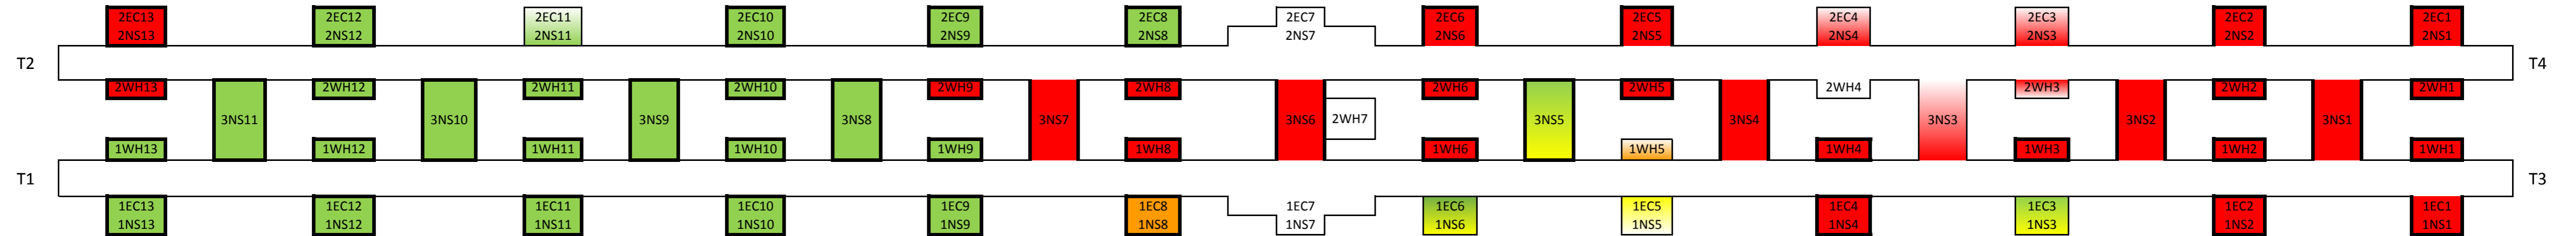 2EC13 2EC12 2EC11 2EC10 2EC9 2EC8 2EC7 2EC6 2EC5 2EC4 2EC3 2EC2 2EC1
2NS13 2NS12 2NS11 2NS10 2NS9 2NS8 2NS7 2NS6 2NS5 2NS4 2NS3 2NS2 2NS1
T2 T4
2WH13 2WH12 2WH11 2WH10 2WH9 2WH8 2WH6 2WH5 2WH4 2WH3 2WH2 2WH1
3NS11 3NS10 3NS9 3NS8 3NS7 3NS6 2WH7 3NS5 3NS4 3NS3 3NS2 3NS1
1WH13 1WH12 1WH11 1WH10 1WH9 1WH8 1WH6 1WH5 1WH4 1WH3 1WH2 1WH1
T1 T3
1EC13 1EC12 1EC11 1EC10 1EC9 1EC8 1EC7 1EC6 1EC5 1EC4 1EC3 1EC2 1EC1
1NS13 1NS12 1NS11 1NS10 1NS9 1NS8 1NS7 1NS6 1NS5 1NS4 1NS3 1NS2 1NS1